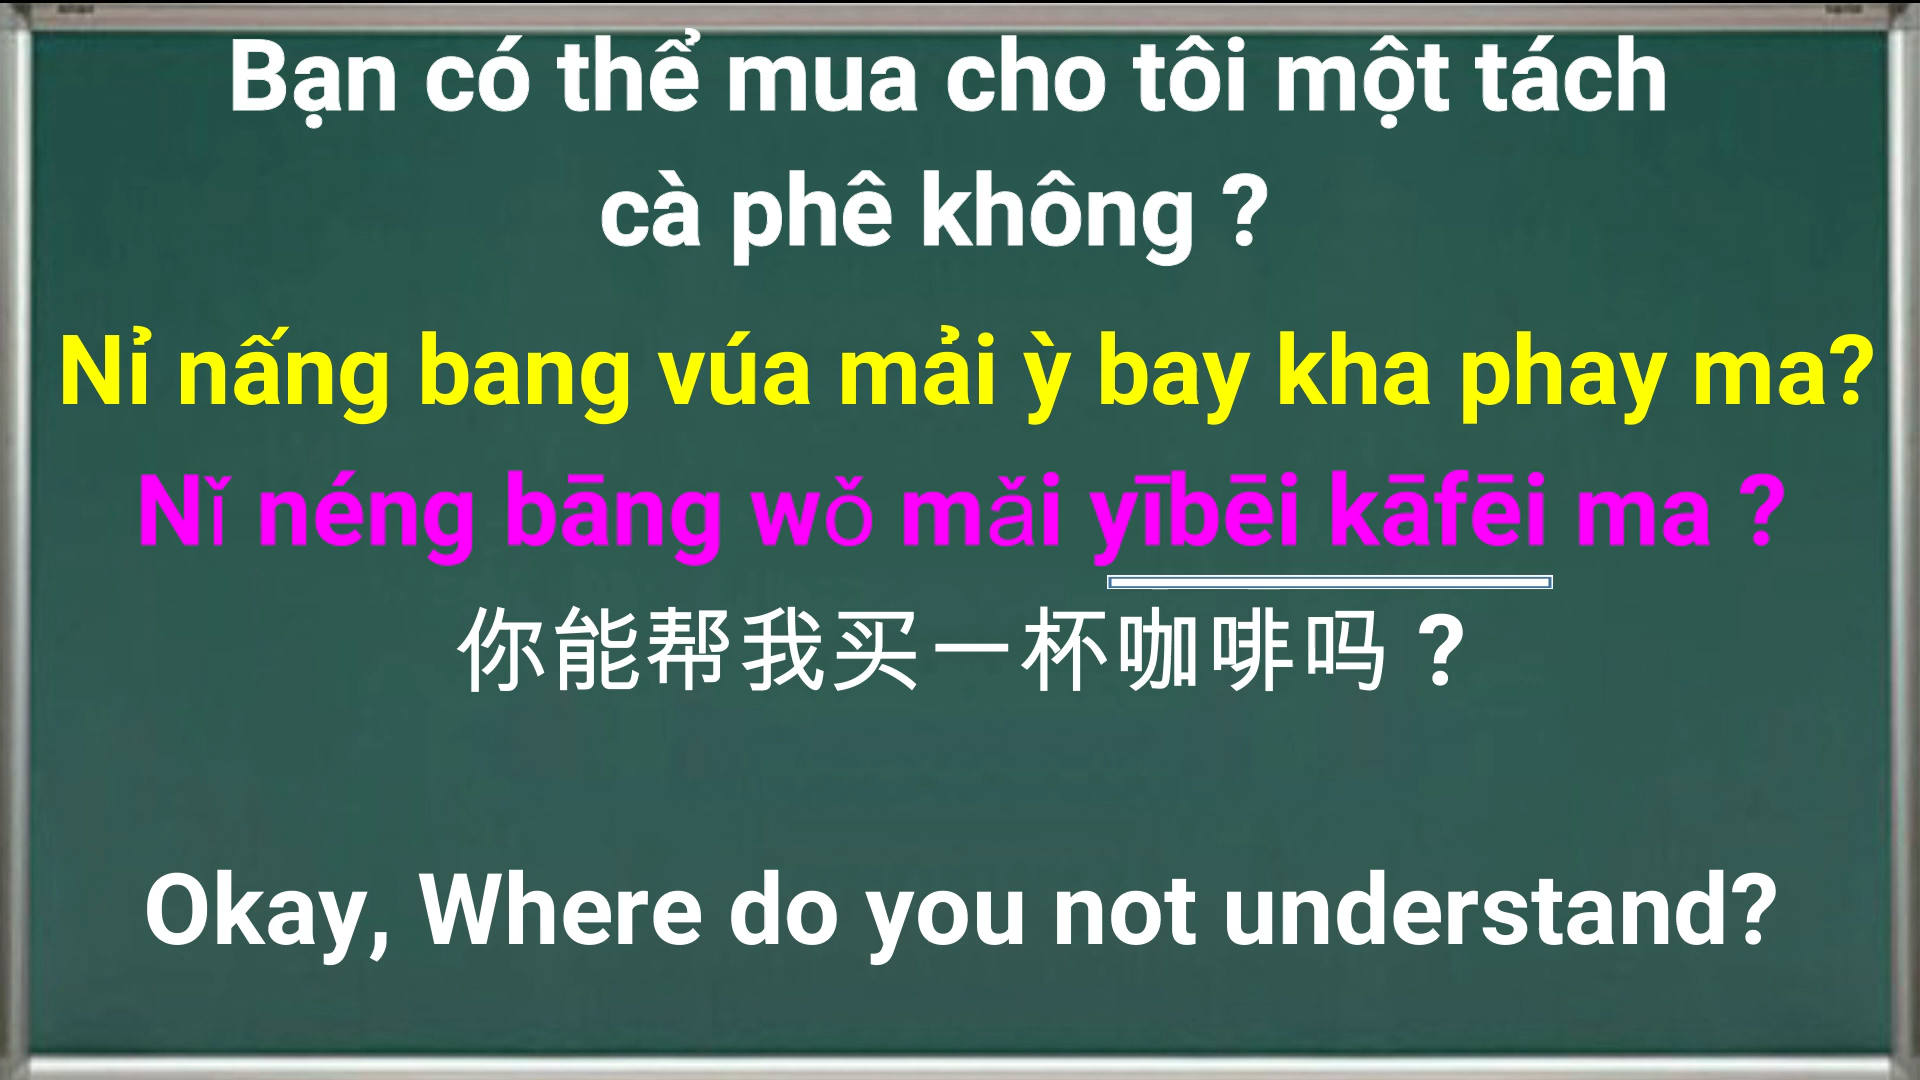 Bạn có thể mua cho tôi một tách
cà phê không ?
Nỉ nấng bang vúa mải ỳ bay kha phay ma?
Nǐ néng bāng wǒ mǎi yībēi kāfēi ma ?
你能帮我买一杯咖啡吗 ?
Okay, Where do you not understand?